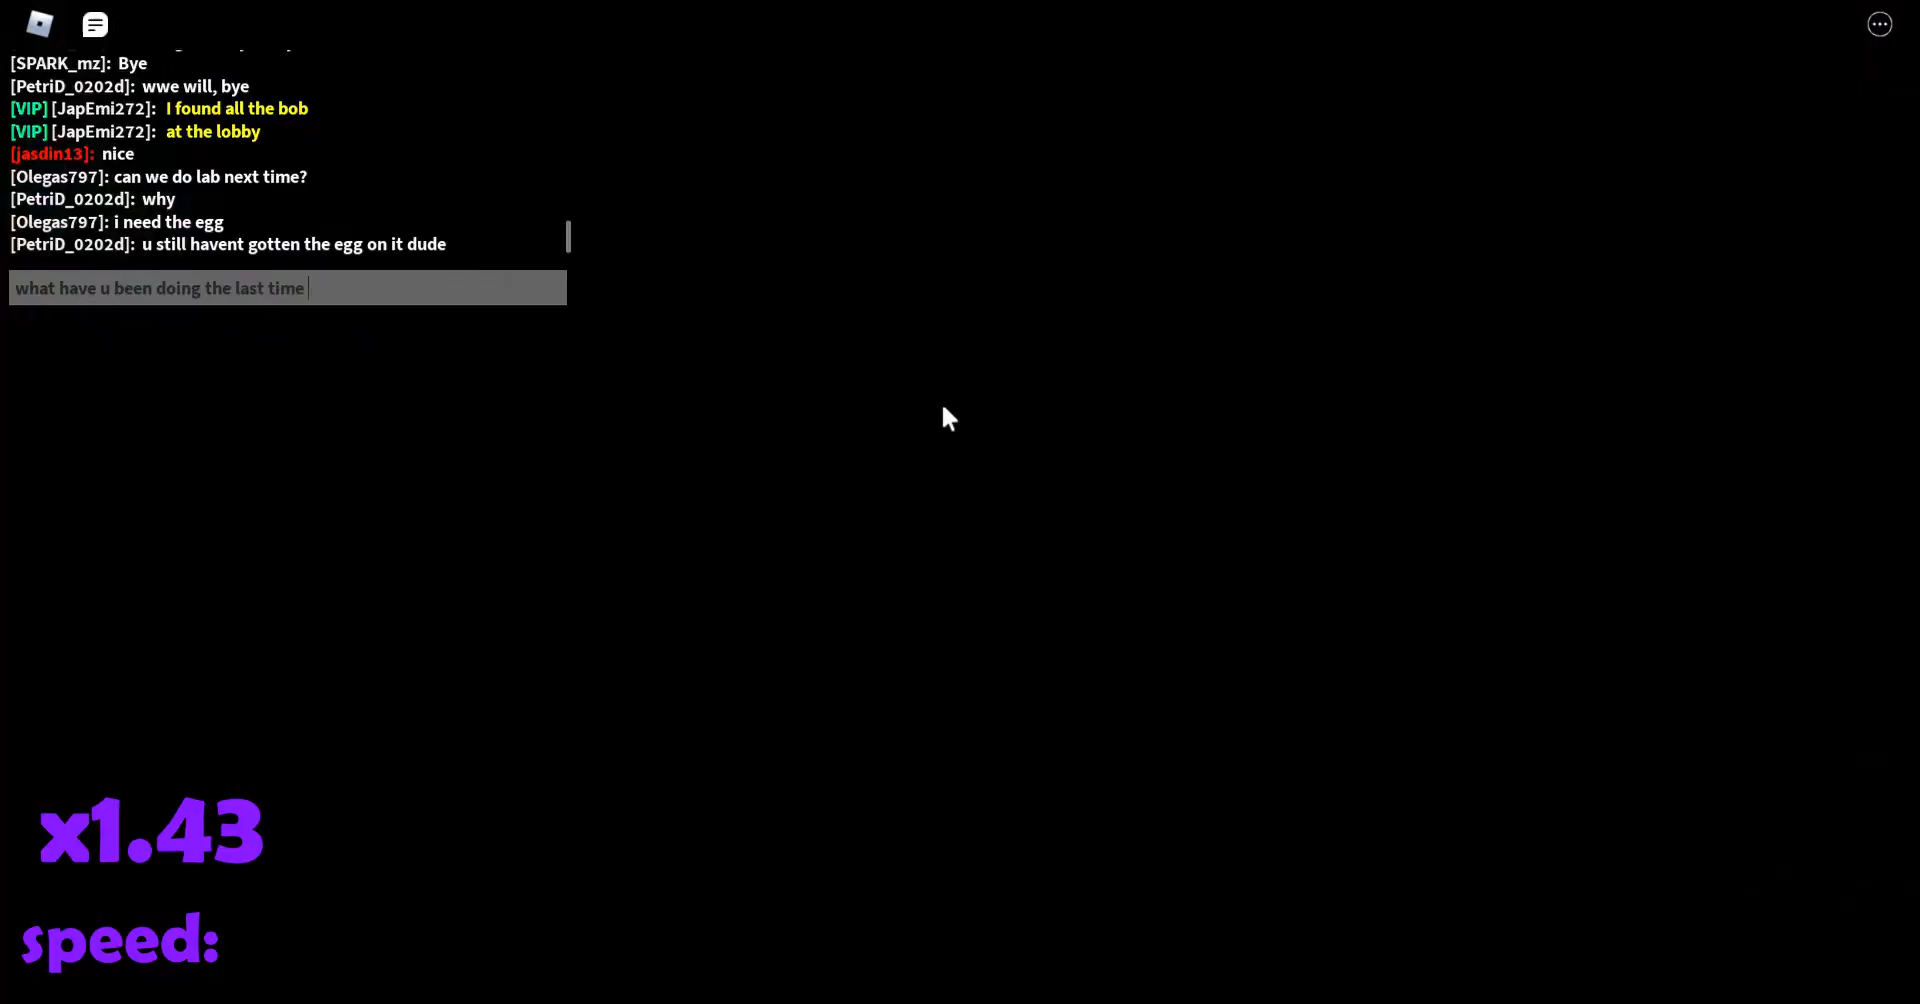 [SPARK_mz]: Bye
[PetriD_0202d]: wwe will, bye
[VIP] [JapEmi272]: I found all the bob
[VIP] [JapEmi272]: at the lobby
[jasdin13]: nice
[Olegas797]: can we do lab next time?
[PetriD_0202d]: why
[Olegas797]: i need the egg
[PetriD_0202d]: u still havent gotten the egg on it dude
what have u been doing the last time
x1.43
speed: